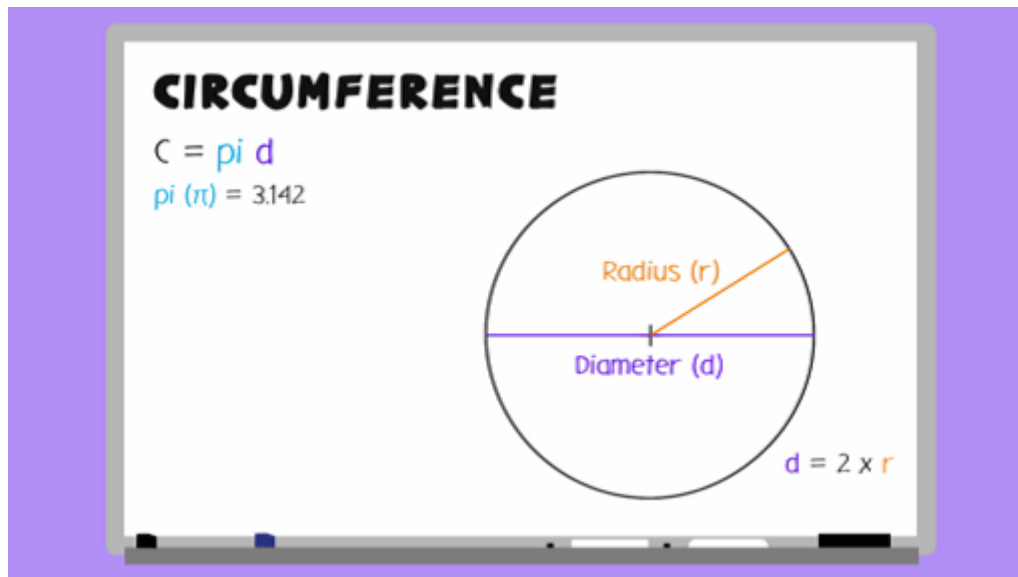 CIRCUMFERENCE
C = pi d
pi (π) = 3.142
Radius (r)
Diameter (d)
d = 2 x r